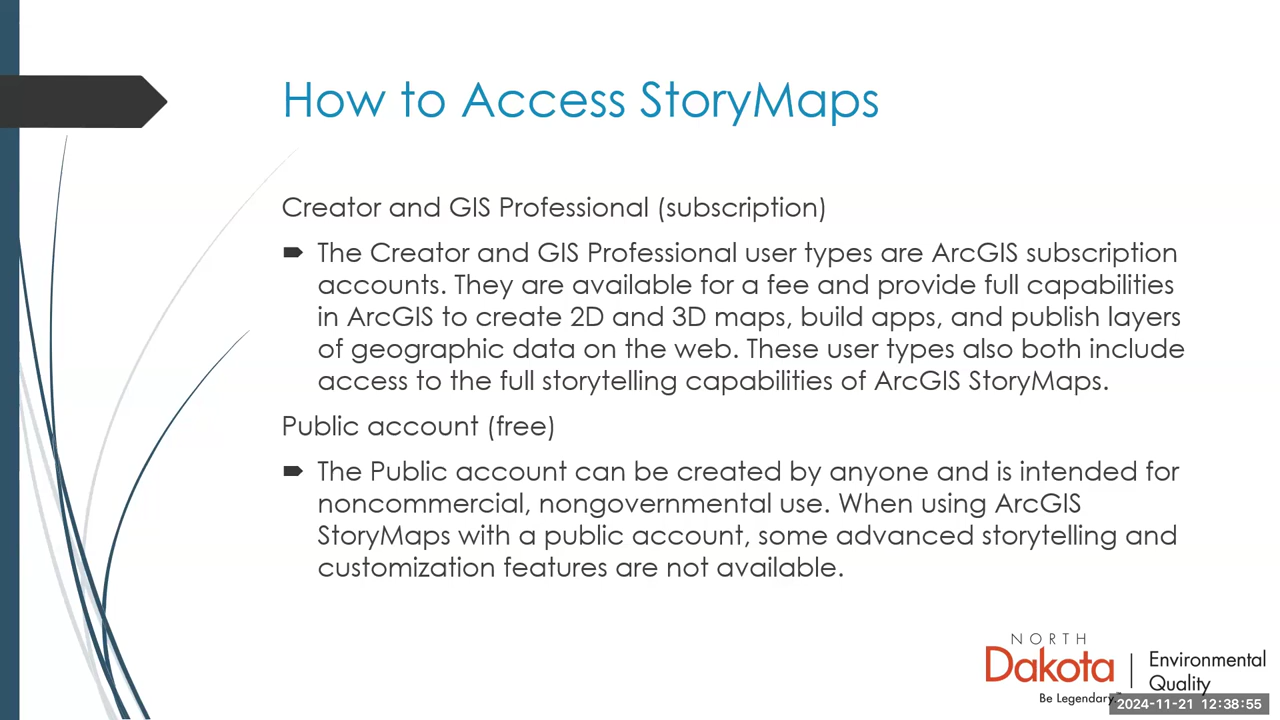 How to Access StoryMaps
Creator and GIS Professional (subscription)
The Creator and GIS Professional user types are ArcGIS subscription
accounts. They are available for a fee and provide full capabilities
in ArcGIS to create 2D and 3D maps, build apps, and publish layers
of geographic data on the web. These user types also both include
access to the full storytelling capabilities of ArcGIS StoryMaps.
Public account (free)
The Public account can be created by anyone and is intended for
noncommercial, nongovernmental use. When using ArcGIS
StoryMaps with a public account, some advanced storytelling and
customization features are not available.
NORTH
Dakota
Be Legendary.
Environmental
Quality
2024-11-21 12:38:55